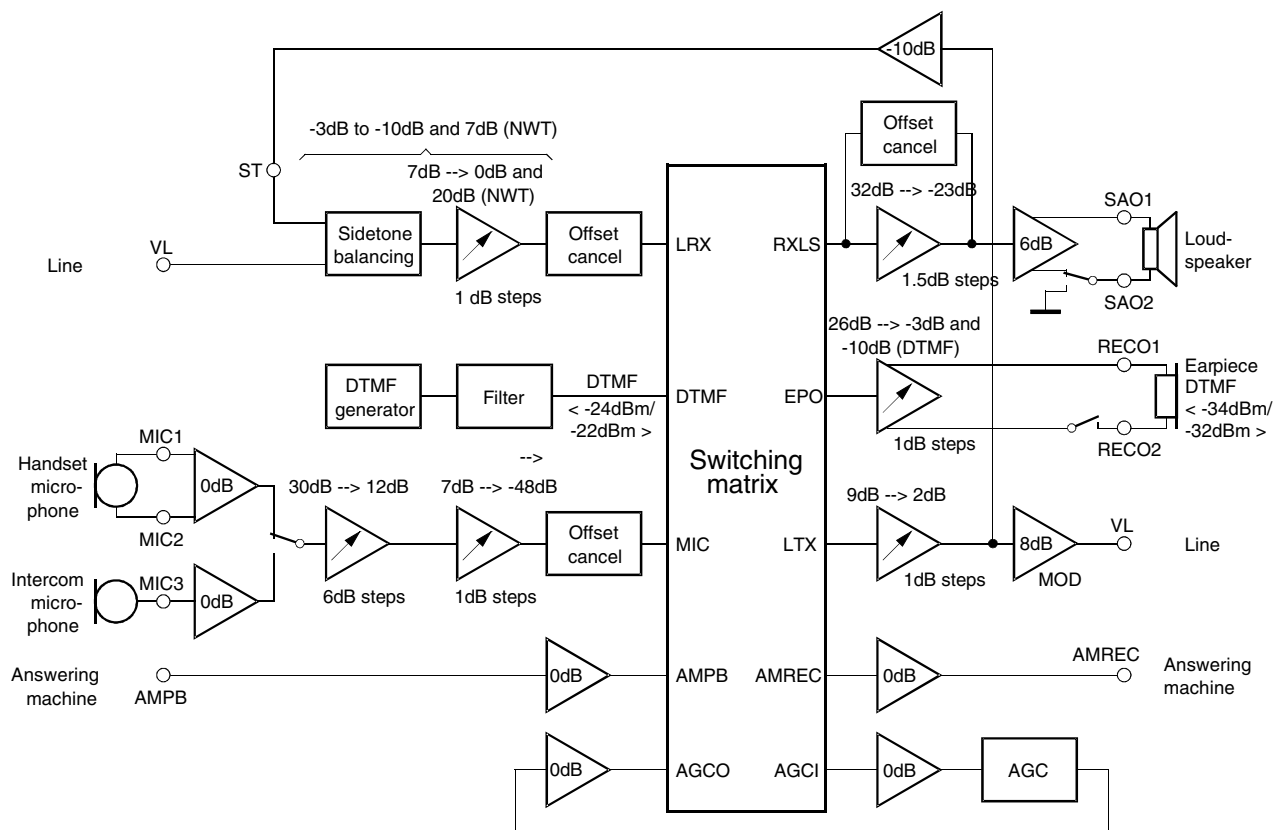 -10dB
-3dB to -10dB and 7dB (NWT)
Offset
cancel
ST
7dB --> 0dB and
20dB (NWT)
32dB --> -23dB
SAO1
VL
Line
Sidetone
balancing
Offset
cancel
LRX
RXLS
6dB
Loud-
speaker
1 dB steps
1.5dB steps
SAO2
26dB --> -3dB and
-10dB (DTMF)
RECO1
DTMF
generator
Filter
DTMF
< -24dBm/
-22dBm >
-->
DTMF
EPO
Earpiece
DTMF
< -34dBm/
-32dBm >
1dB steps
RECO2
MIC1
Handset
micro-
phone
0dB
MIC2
30dB --> 12dB
7dB --> -48dB
Switching
matrix
9dB --> 2dB
Offset
cancel
MIC
LTX
8dB
MOD
VL
Line
Intercom
micro-
phone
MIC3
0dB
6dB steps
1dB steps
1dB steps
Answering
machine
AMPB
0dB
AMPB
AMREC
0dB
AMREC
Answering
machine
0dB
AGCO
AGCI
0dB
AGC